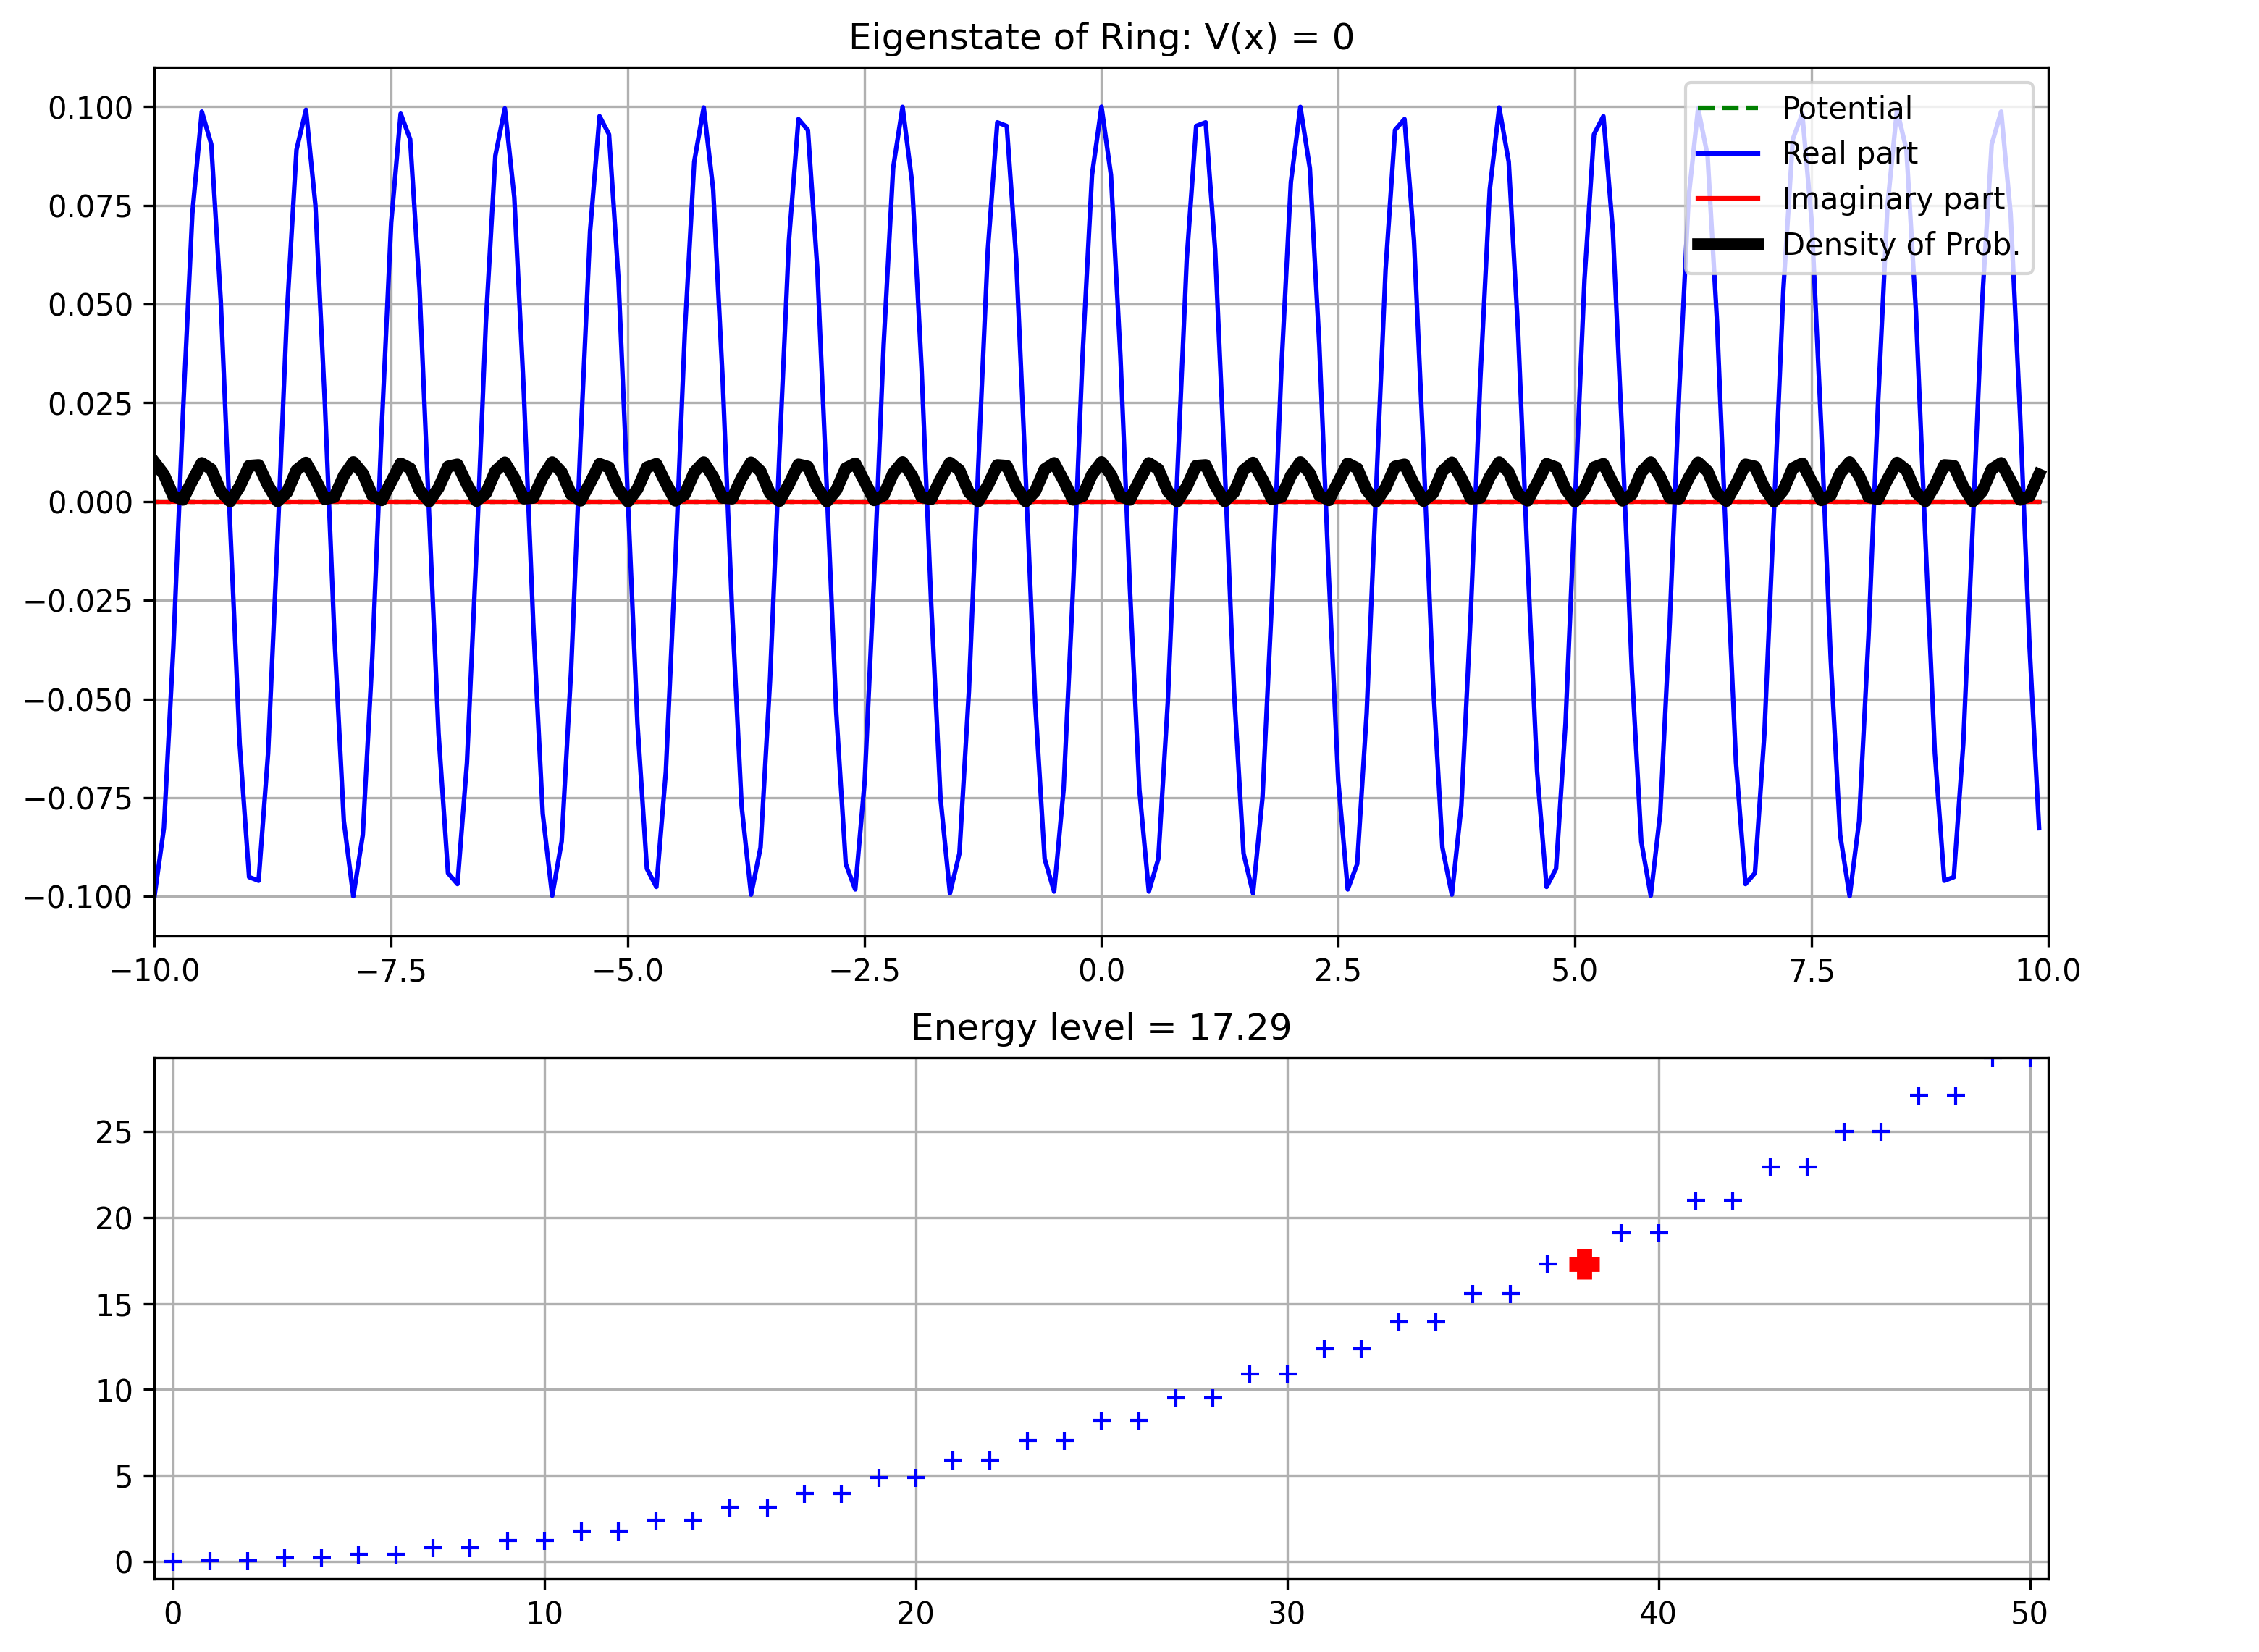 Eigenstate of Ring: V(x) = 0
0.100
0.075
0.050
0.025
0.000
−0.025
−0.050
−0.075
−0.100
Potential
Real part
Imaginary part
Density of Prob.
−10.0 −7.5 −5.0 −2.5 0.0 2.5 5.0 7.5 10.0
Energy level = 17.29
25
20
15
10
5
0
0 10 20 30 40 50